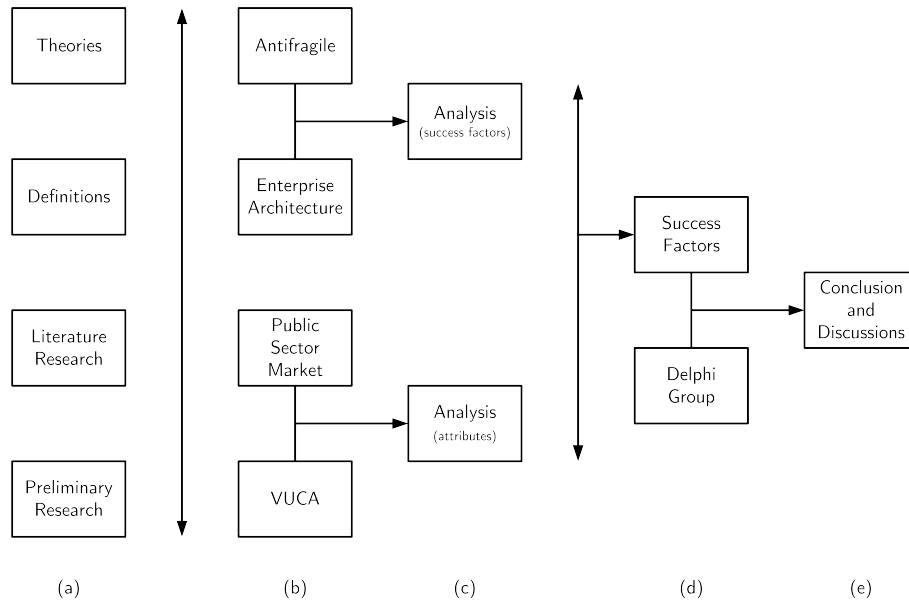 Theories
Definitions
Literature
Research
Preliminary
Research
Antifragile
Enterprise
Architecture
Public
Sector
Market
VUCA
Analysis
(success factors)
Analysis
(attributes)
Success
Factors
Delphi
Group
Conclusion
and
Discussions
(a)
(b)
(c)
(d)
(e)